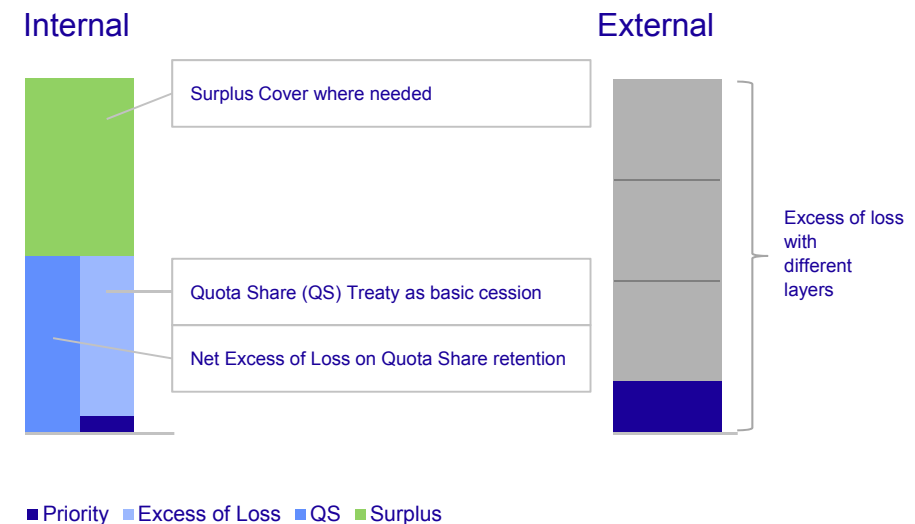 Internal
External
Surplus Cover where needed
Quota Share (QS) Treaty as basic cession
Net Excess of Loss on Quota Share retention
Excess of loss
with
different
layers
Priority Excess of Loss QS Surplus